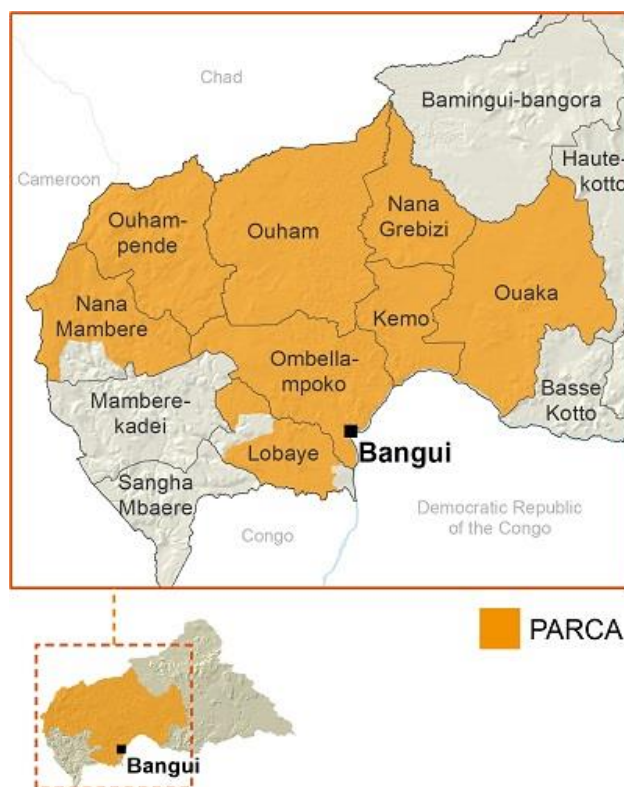 Chad
Bamingui-bangora
Haute-
kotto
Cameroon
Ouham-
pende
Ouham
Nana
Grebizi
Nana
Mambere
Kemo
Ouaka
Ombella-
mpoko
Mambere-
kadei
Basse
Kotto
Bangui
Lobaye
Sangha
Mbaere
Democratic Republic
of the Congo
Congo
PARCA
Bangui